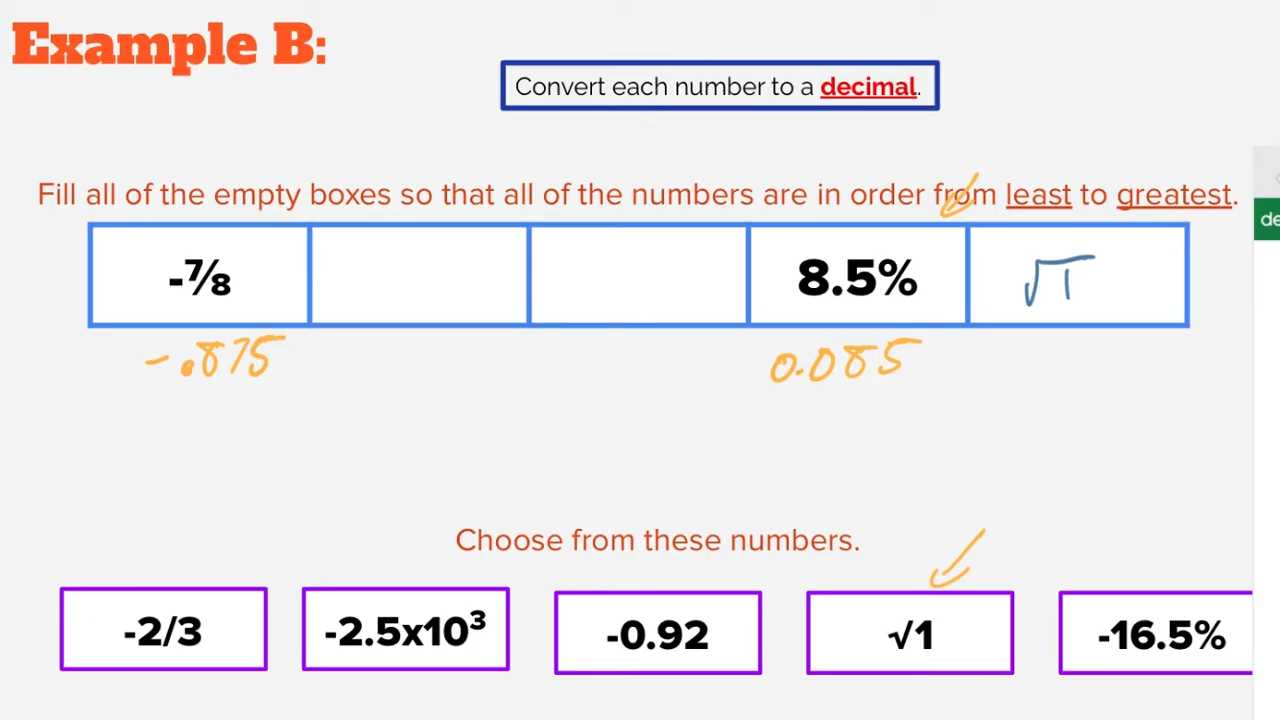 Example B:
Convert each number to a decimal.
Fill all of the empty boxes so that all of the numbers are in order from least to greatest.
-⅞ 8.5% √1
-.875 0.085
Choose from these numbers.
-2/3 -2.5x10³ -0.92 √1 -16.5%
de